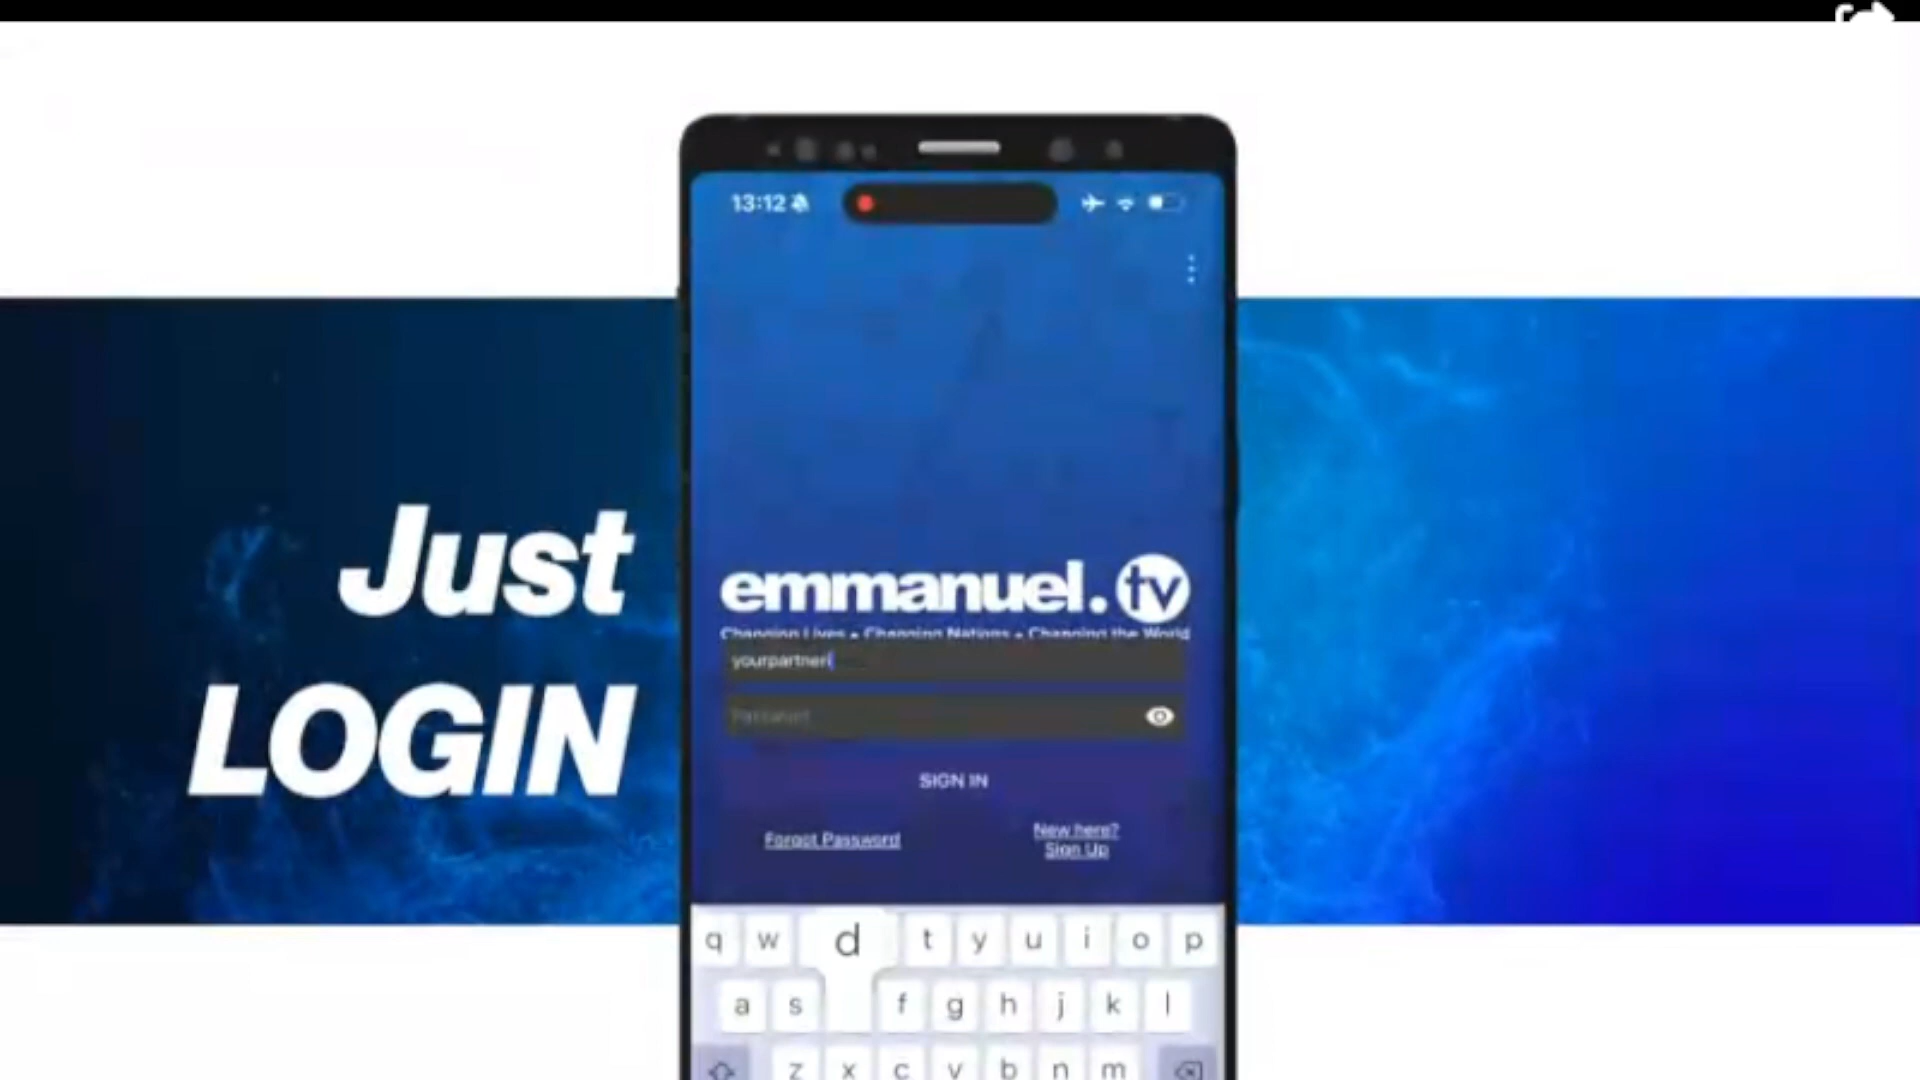 13:12
Just
LOGIN
emmanuel.tv
Changing Lives • Changing Nations • Changing the World
yourpartneri
Password
SIGN IN
Forgot Password
New here?
Sign Up
q w d t y u i o p
a s f g h j k l
z x c v b n m